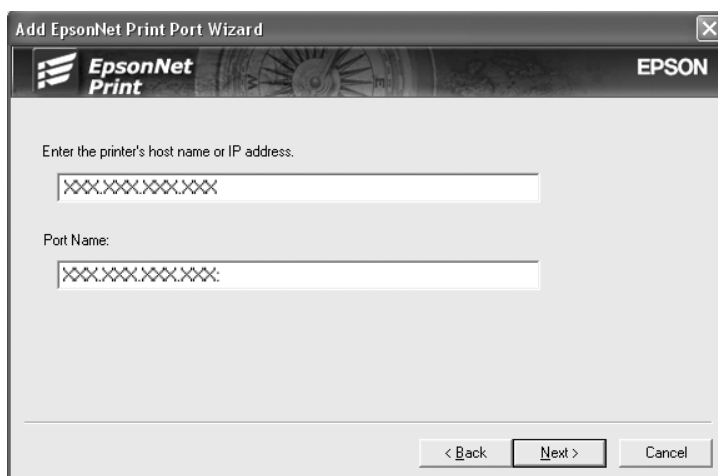 Add EpsonNet Print Port Wizard
EpsonNet
Print
EPSON
Enter the printer's host name or IP address.
XXX.XXX.XXX.XXX
Port Name:
XXX.XXX.XXX.XXX:
< Back
Next >
Cancel